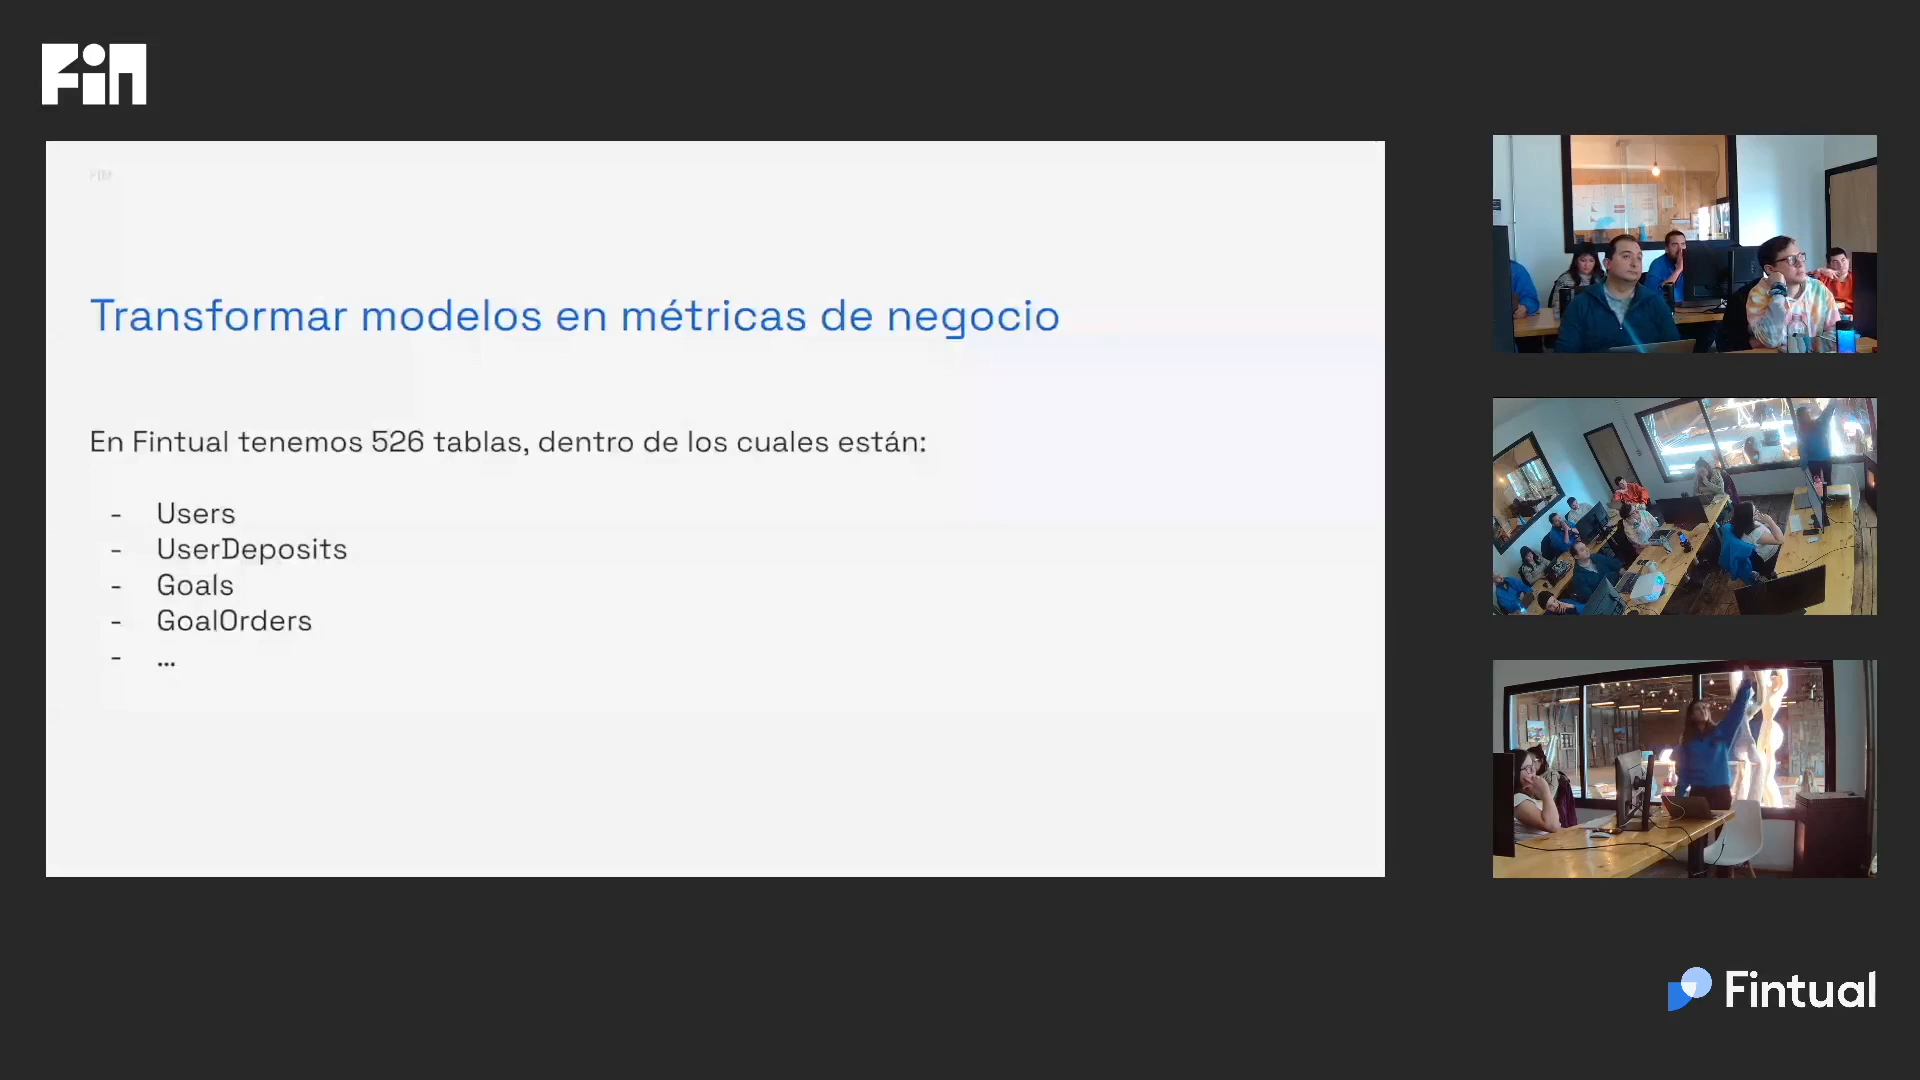 Fin
FIN
Transformar modelos en métricas de negocio
En Fintual tenemos 526 tablas, dentro de los cuales están:
- Users
- UserDeposits
- Goals
- GoalOrders
- ...
Fintual